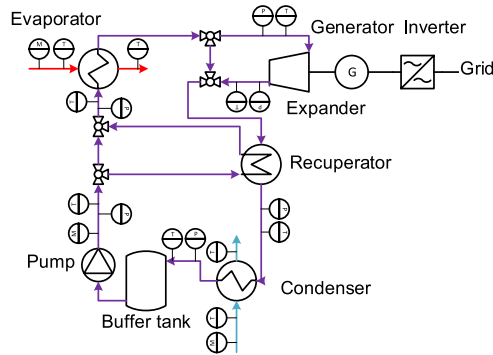 Evaporator
Generator Inverter
P T
M T T
G
Grid
Expander
T P
P T
Recuperator
T
P
M
P
T
T P
T
Pump
Condenser
Buffer tank
T
M